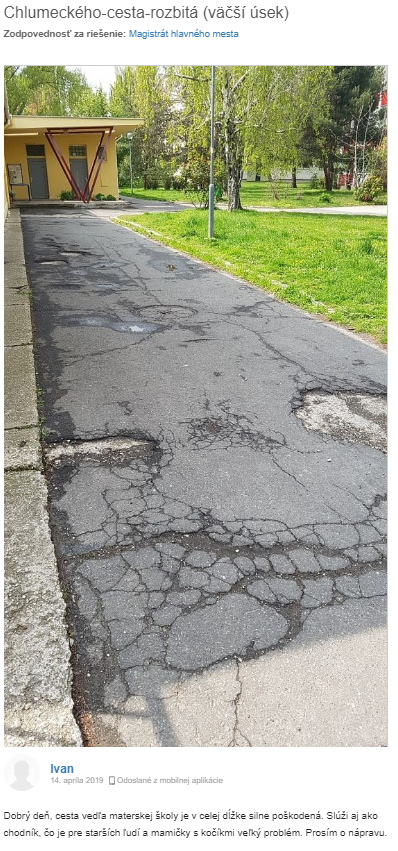 Chlumeckého-cesta-rozbitá (väčší úsek)
Zodpovednosť za riešenie: Magistrát hlavného mesta
Ivan
14. apríla 2019 Odoslané z mobilnej aplikácie
Dobrý deň, cesta vedľa materskej školy je v celej dĺžke silne poškodená. Slúži aj ako
chodník, čo je pre starších ľudí a mamičky s kočíkmi veľký problém. Prosím o nápravu.